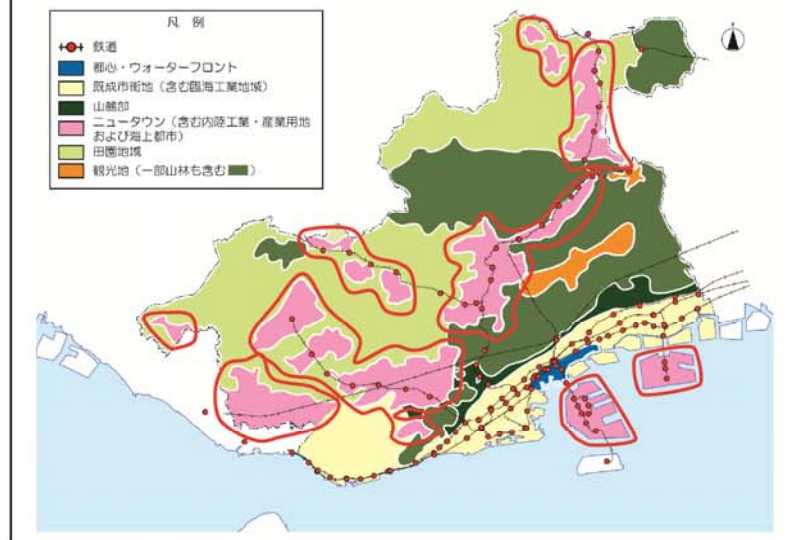 凡例
鉄道
都心・ウォーターフロント
既成市街地（含む臨海工業地域）
山麓部
ニュータウン（含む内陸工業・産業用地
および海上都市）
田園地域
観光地（一部山林も含む）